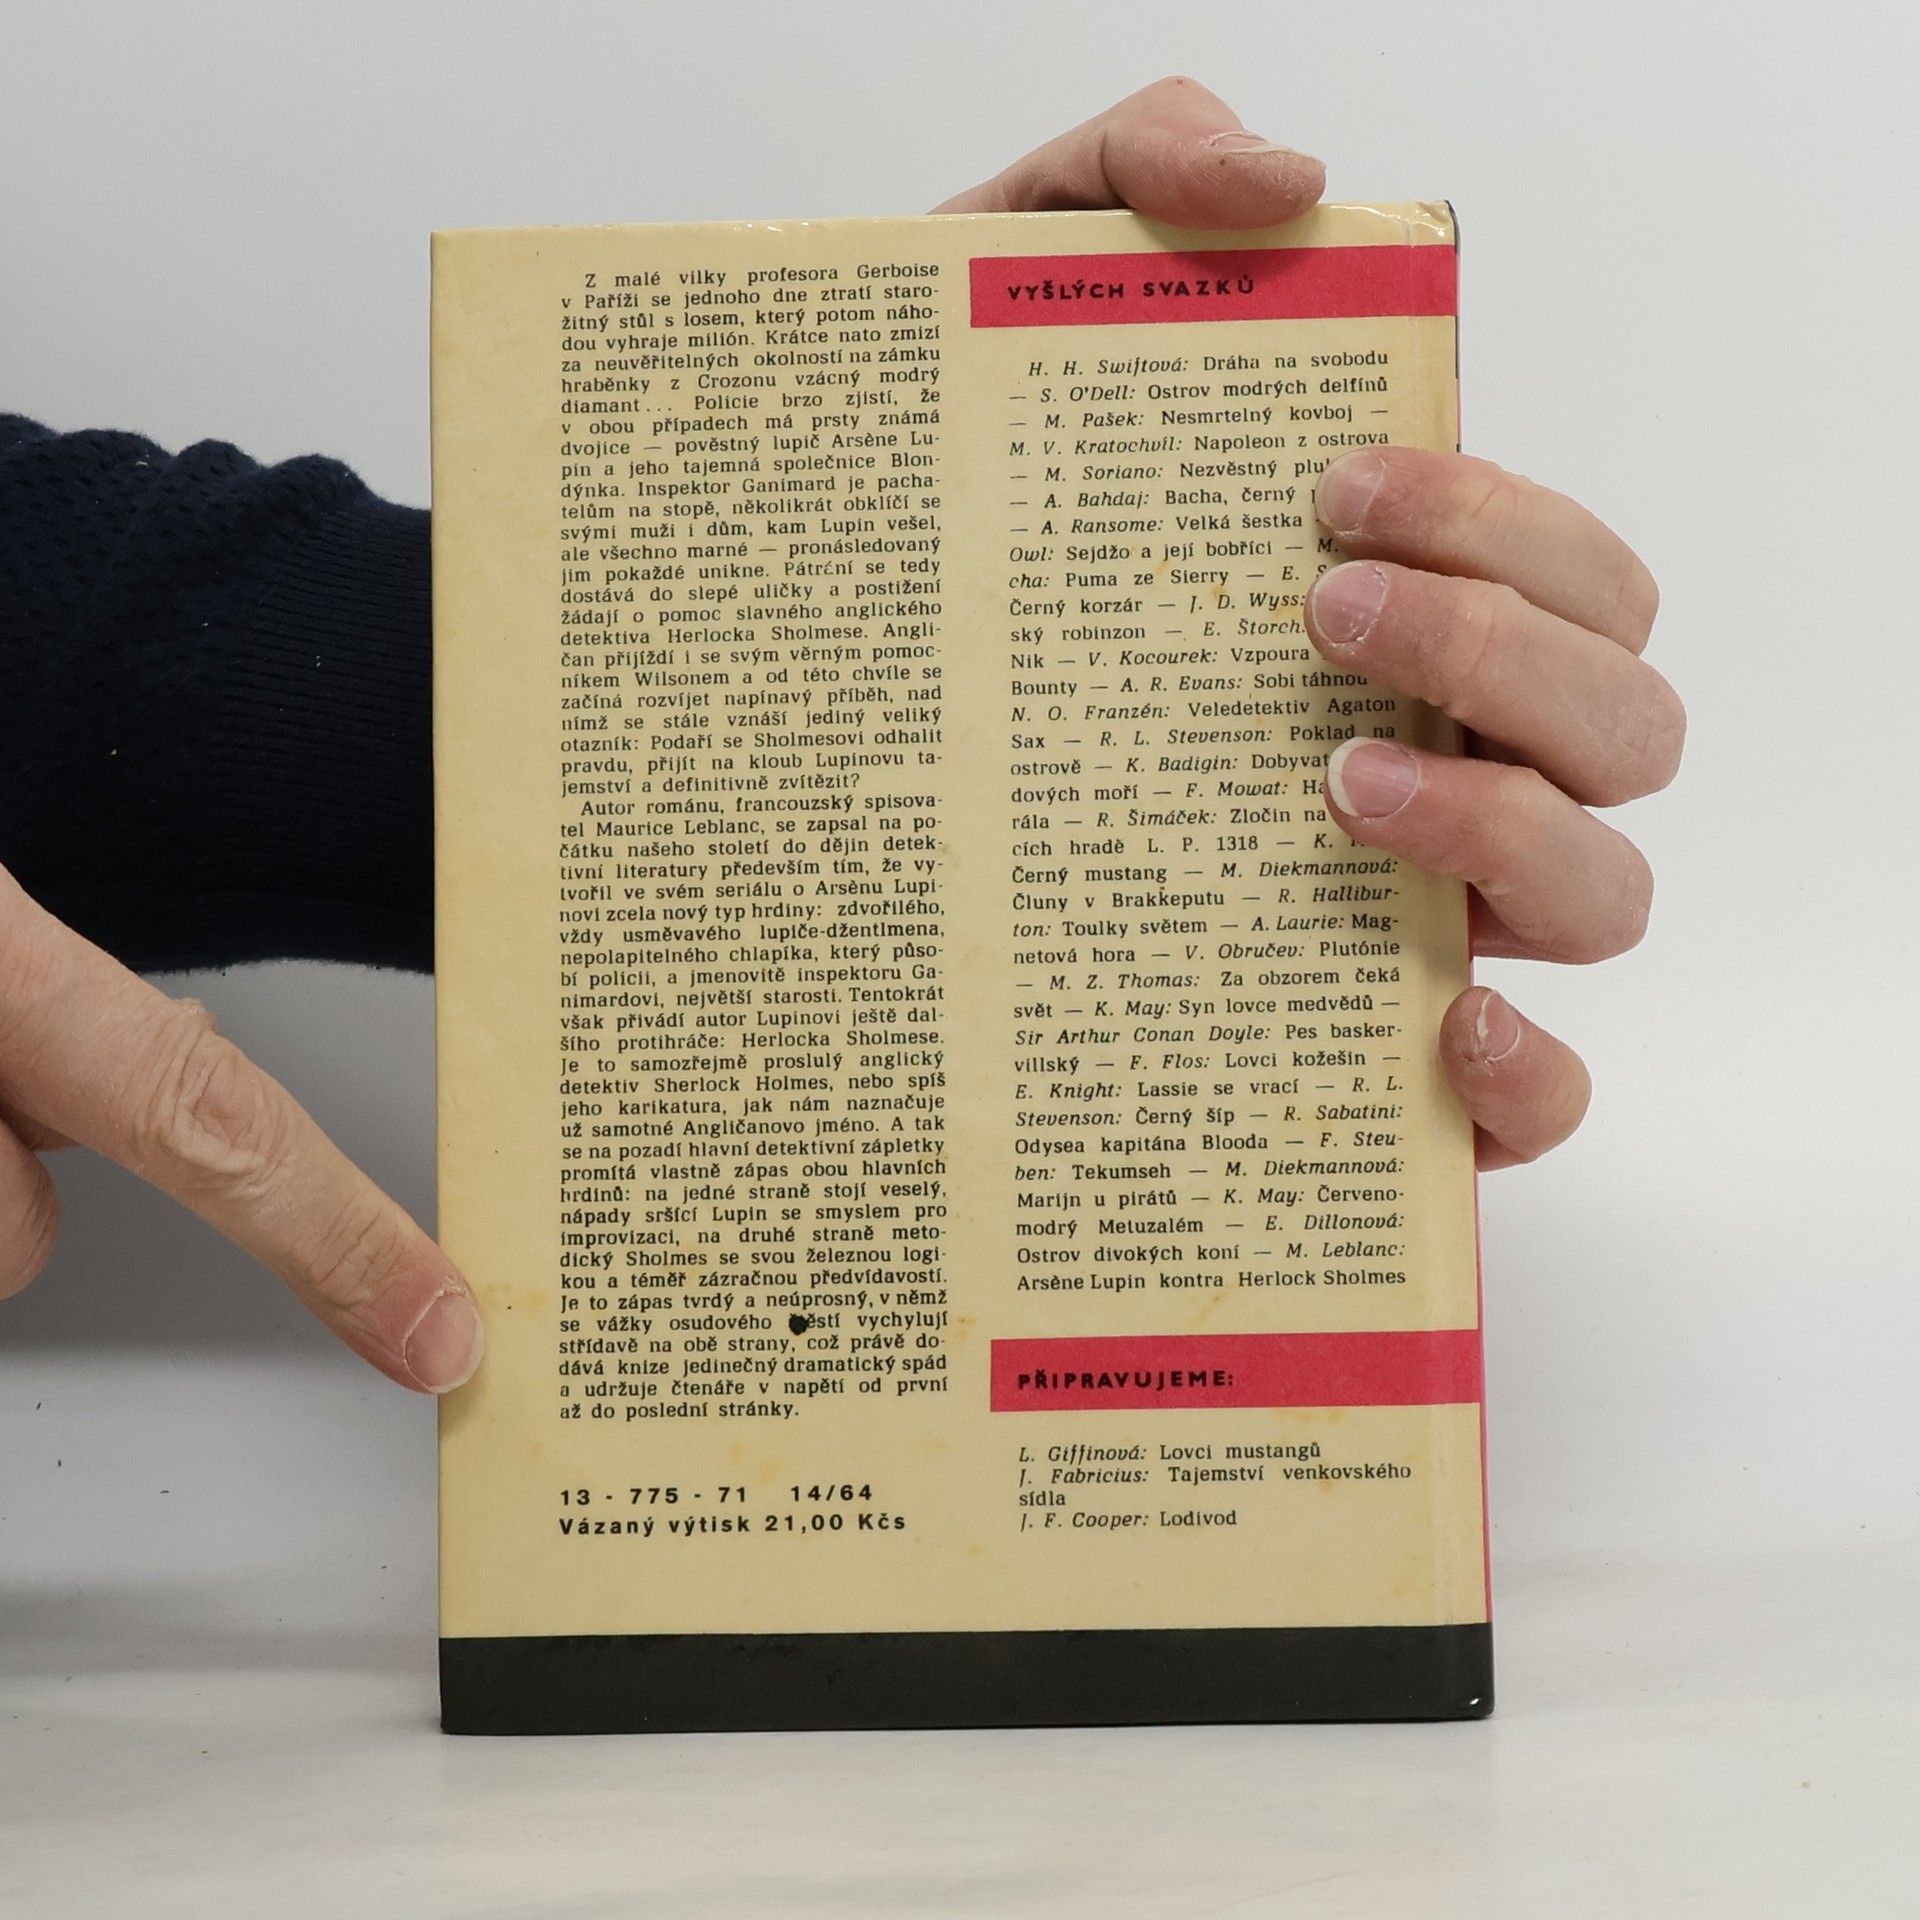 Z malé vilky profesora Gerboise
v Paříži se jednoho dne ztratí staro-
žitný stůl s losem, který potom náho-
dou vyhraje milión. Krátce nato zmizí
za neuvěřitelných okolností na zámku
hraběnky z Crozonu vzácný modrý
diamant... Policie brzo zjistí, že
v obou případech má prsty známá
dvojice — pověstný lupič Arsène Lu-
pin a jeho tajemná společnice Blon-
dýnka. Inspektor Ganimard je pacha-
telům na stopě, několikrát obklíčí se
svými muži i dům, kam Lupin vešel,
ale všechno marné — pronásledovaný
jim pokaždé unikne. Pátrání se tedy
dostává do slepé uličky a postižení
žádají o pomoc slavného anglického
detektiva Herlocka Sholmese. Angli-
čan přijíždí i se svým věrným pomoc-
níkem Wilsonem a od této chvíle se
začíná rozvíjet napínavý příběh, nad
nímž se stále vznáší jediný veliký
otazník: Podaří se Sholmesovi odhalit
pravdu, přijít na kloub Lupinovu ta-
jemství a definitivně zvítězit?
Autor románu, francouzský spisova-
tel Maurice Leblanc, se zapsal na po-
čátku našeho století do dějin detek-
tivní literatury především tím, že vy-
tvořil ve svém seriálu o Arsènu Lupi-
novi zcela nový typ hrdiny: zdvořilého,
vždy usměvavého lupiče-džentlmena,
nepolapitelného chlapíka, který působí
bí policii, a jmenovitě inspektoru Ga-
nimardovi, největší starosti. Tentokrát
však přivádí autor Lupinovi ještě dal-
šího protihráče: Herlocka Sholmese.
Je to samozřejmě proslulý anglický
detektiv Sherlock Holmes, nebo spíš
jeho karikatura, jak nám naznačuje
už samotné Angličanovo jméno. A tak
se na pozadí hlavní detektivní zápletky
promítá vlastně zápas obou hlavních
hrdinů: na jedné straně stojí veselý,
nápady sršící Lupin se smyslem pro
improvizaci, na druhé straně meto-
dický Sholmes se svou železnou logi-
kou a téměř zázračnou předvídavostí.
Je to zápas tvrdý a neúprosný, v němž
se vážky osudového vychylují
střídavě na obě strany, což právě do-
dává knize jedinečný dramatický spád
a udržuje čtenáře v napětí od první
až do poslední stránky.
13 - 775 - 71 14/64
Vázaný výtisk 21,00 Kčs
VYŠLÝCH SVAZKŮ
H. H. Swiftová: Dráha na svobodu
— S. O'Dell: Ostrov modrých delfínů
— M. Pašek: Nesmrtelný kovboj —
M. V. Kratochvíl: Napoleon z ostrova
— M. Soriano: Nezvěstný
— A. Bahdaj: Bacha, černý
— A. Ransome: Velká šestka
Owl: Sejdžo a její bobříci — M.
cha: Puma ze Sierry — E.
Černý korzár — J. D. Wyss:
ský robinzon — E. Štorch:
Nik — V. Kocourek: Vzpoura
Bounty — A. R. Evans: Sobi táhnou
N. O. Franzén: Veledetektiv Agaton
Sax — R. L. Stevenson: Poklad na
ostrově — K. Badigin:
dových moří — F. Mowat:
rála — R. Šimáček: Zločin na
cích hradě L. P. 1318 — K.
Černý mustang — M. Diekmannová:
Čluny v Brakkeputu — R. Hallibur-
ton: Toulky světem — A. Laurie: Mag-
netová hora — V. Obručev: Plutónie
— M. Z. Thomas: Za obzorem čeká
svět — K. May: Syn lovce medvědů —
Sir Arthur Conan Doyle: Pes basker-
villský — F. Flos: Lovci kožešin —
E. Knight: Lassie se vrací — R. L.
Stevenson: Černý šíp — R. Sabatini:
Odysea kapitána Blooda — F. Steu-
ben: Tekumseh — M. Diekmannová:
Marijn u pirátů — K. May: Červeno-
modrý Metuzalém — E. Dillonová:
Ostrov divokých koní — M. Leblanc:
Arsène Lupin kontra Herlock Sholmes
PŘIPRAVUJEME:
L. Giffinová: Lovci mustangů
J. Fabricius: Tajemství venkovského
sídla
J. F. Cooper: Lodivod